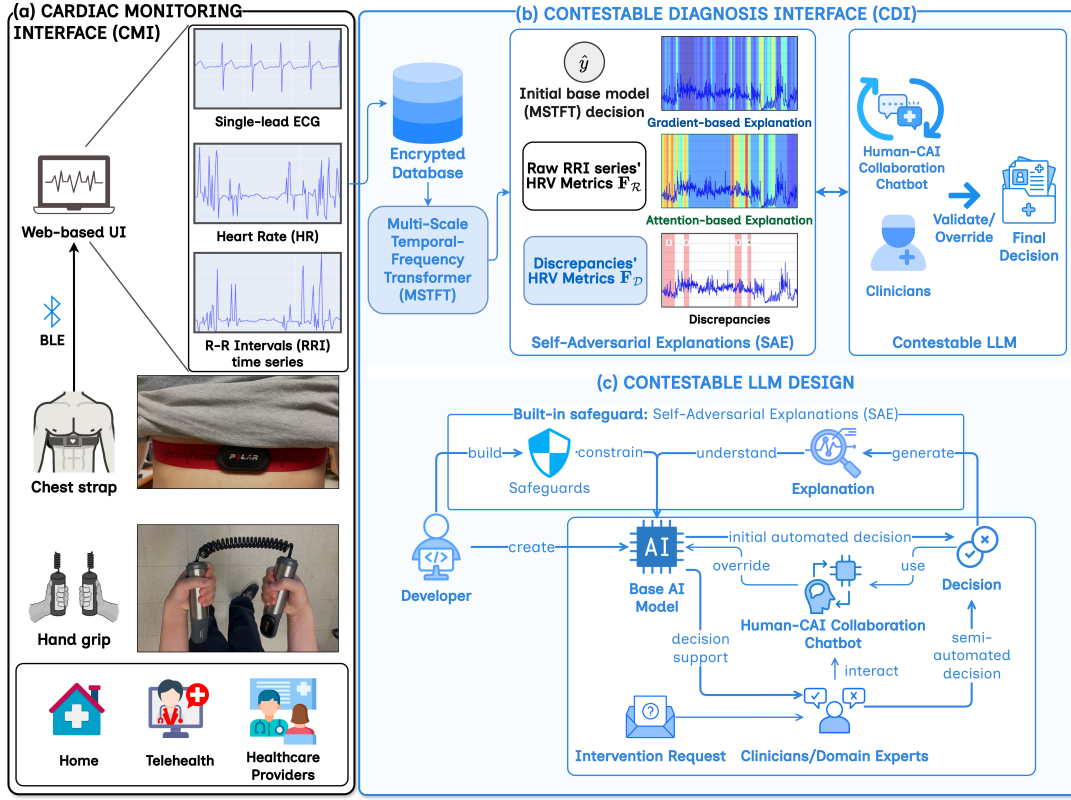 (a) CARDIAC MONITORING
INTERFACE (CMI)
Single-lead ECG
Heart Rate (HR)
R-R Intervals (RRI)
time series
Web-based UI
BLE
Chest strap
POLAR
Hand grip
Home
Telehealth
Healthcare
Providers
(b) CONTESTABLE DIAGNOSIS INTERFACE (CDI)
Encrypted
Database
Multi-Scale
Temporal-
Frequency
Transformer
(MSTFT)
ŷ
Initial base model
(MSTFT) decision
Gradient-based Explanation
Raw RRI series'
HRV Metrics F_R
Attention-based Explanation
Discrepancies'
HRV Metrics F_D
1 2 3 4
Discrepancies
Self-Adversarial Explanations (SAE)
Human-CAI
Collaboration
Chatbot
Clinicians
Validate/
Override
Final
Decision
Contestable LLM
(c) CONTESTABLE LLM DESIGN
Built-in safeguard: Self-Adversarial Explanations (SAE)
build
Safeguards
constrain
understand
Explanation
generate
Developer
create
AI
Base AI
Model
initial automated decision
override
use
Decision
Human-CAI Collaboration
Chatbot
decision
support
interact
semi-
automated
decision
?
Intervention Request
Clinicians/Domain Experts